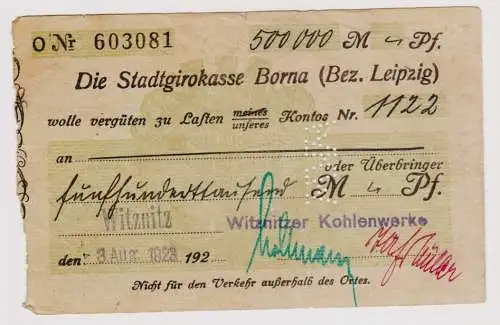 O Nr 603081 500000 M Pf.
Die Stadtgirokasse Borna (Bez. Leipzig)
wolle vergüten zu Lasten meines unseres Kontos Nr. 1122
an
oder Überbringer
fünfhunderttausend M Pf.
Witznitz Witznitzer Kohlenwerke
den 3. Aug. 1923 192
Nicht für den Verkehr außerhalb des Ortes.